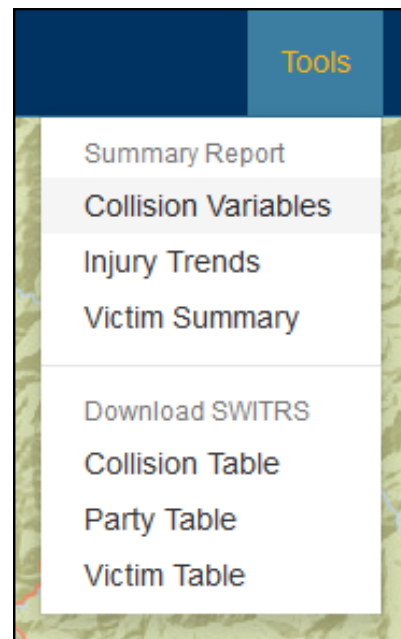 Tools
Summary Report
Collision Variables
Injury Trends
Victim Summary
Download SWITRS
Collision Table
Party Table
Victim Table